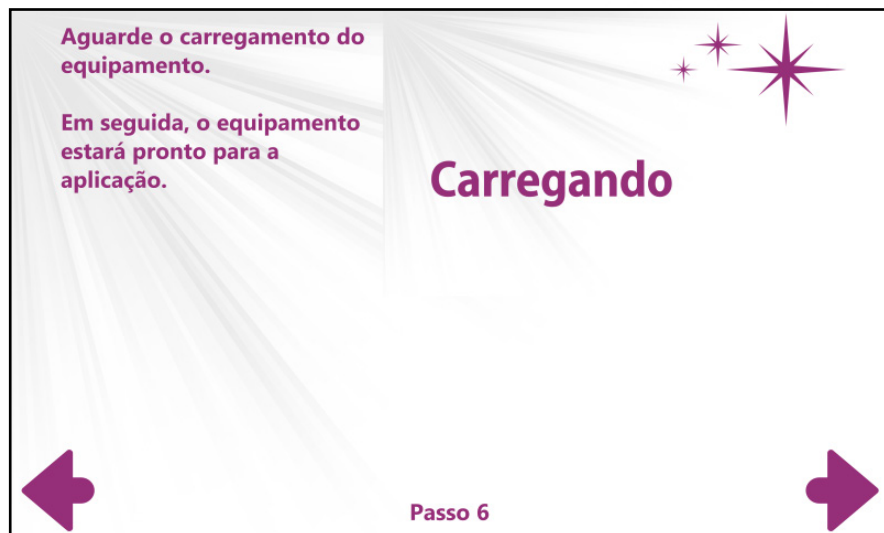 Aguarde o carregamento do
equipamento.
Em seguida, o equipamento
estará pronto para a
aplicação.
Carregando
Passo 6